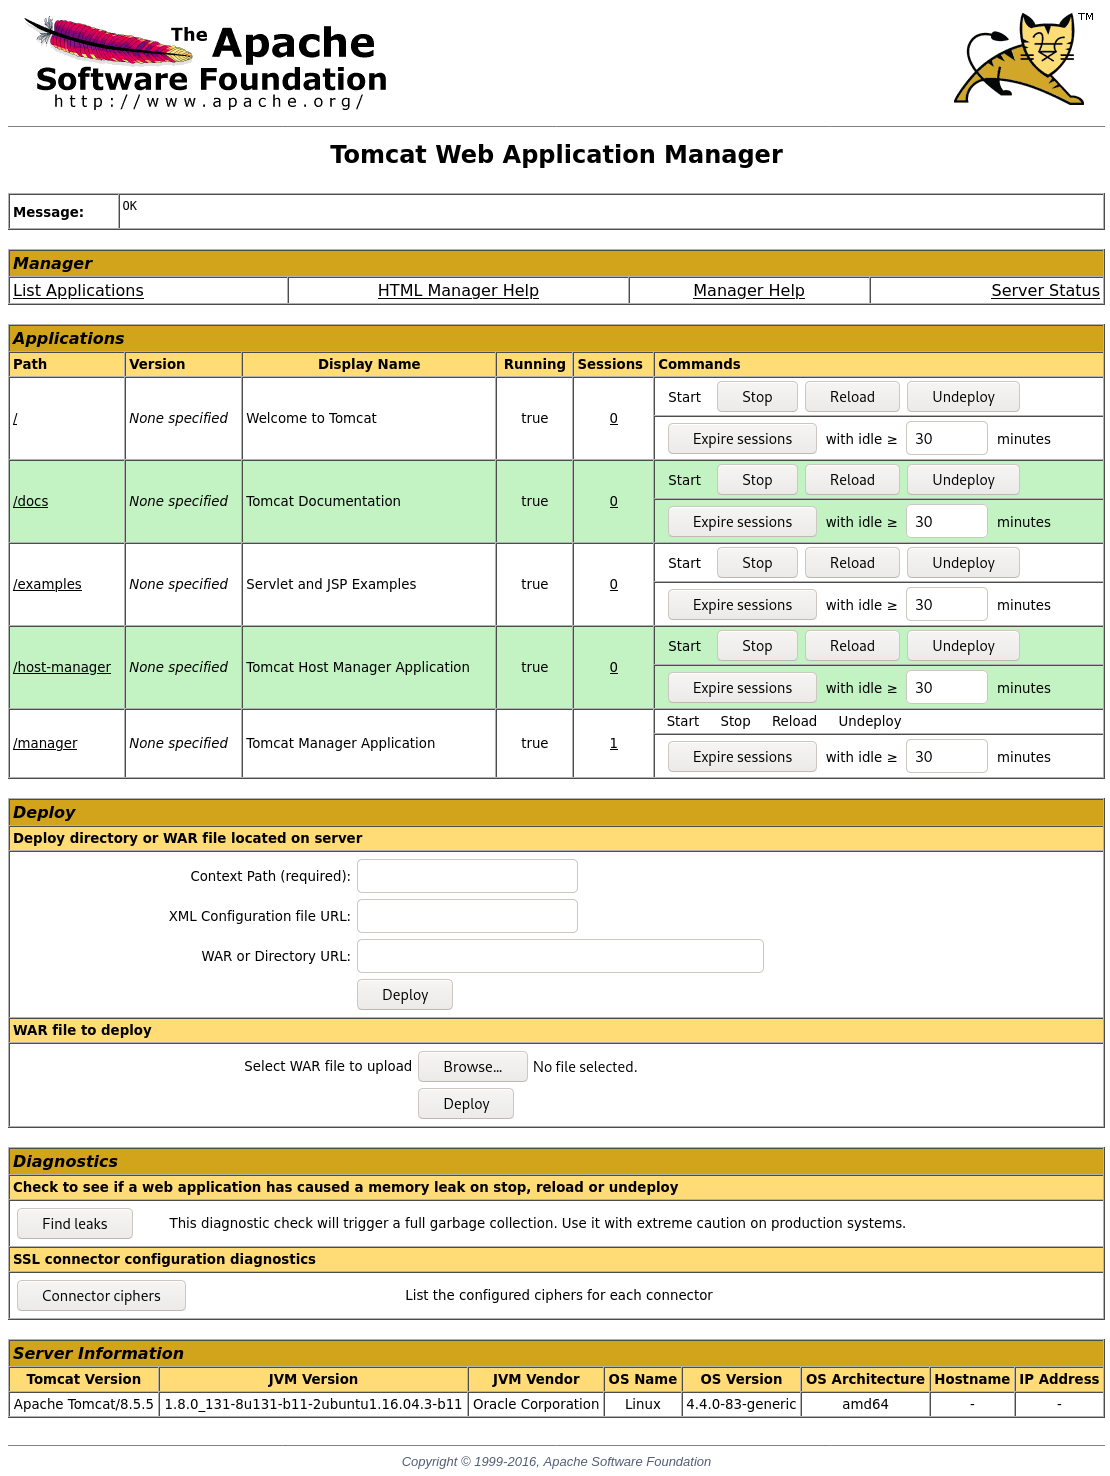 The Apache
Software Foundation
http://www.apache.org/
TM
Tomcat Web Application Manager
Message: OK
Manager
List Applications HTML Manager Help Manager Help Server Status
Applications
Path Version Display Name Running Sessions Commands
/ None specified Welcome to Tomcat true 0 Start Stop Reload Undeploy
Expire sessions with idle ≥ 30 minutes
/docs None specified Tomcat Documentation true 0 Start Stop Reload Undeploy
Expire sessions with idle ≥ 30 minutes
/examples None specified Servlet and JSP Examples true 0 Start Stop Reload Undeploy
Expire sessions with idle ≥ 30 minutes
/host-manager None specified Tomcat Host Manager Application true 0 Start Stop Reload Undeploy
Expire sessions with idle ≥ 30 minutes
/manager None specified Tomcat Manager Application true 1 Start Stop Reload Undeploy
Expire sessions with idle ≥ 30 minutes
Deploy
Deploy directory or WAR file located on server
Context Path (required):
XML Configuration file URL:
WAR or Directory URL:
Deploy
WAR file to deploy
Select WAR file to upload Browse... No file selected.
Deploy
Diagnostics
Check to see if a web application has caused a memory leak on stop, reload or undeploy
Find leaks This diagnostic check will trigger a full garbage collection. Use it with extreme caution on production systems.
SSL connector configuration diagnostics
Connector ciphers List the configured ciphers for each connector
Server Information
Tomcat Version JVM Version JVM Vendor OS Name OS Version OS Architecture Hostname IP Address
Apache Tomcat/8.5.5 1.8.0_131-8u131-b11-2ubuntu1.16.04.3-b11 Oracle Corporation Linux 4.4.0-83-generic amd64 - -
Copyright © 1999-2016, Apache Software Foundation